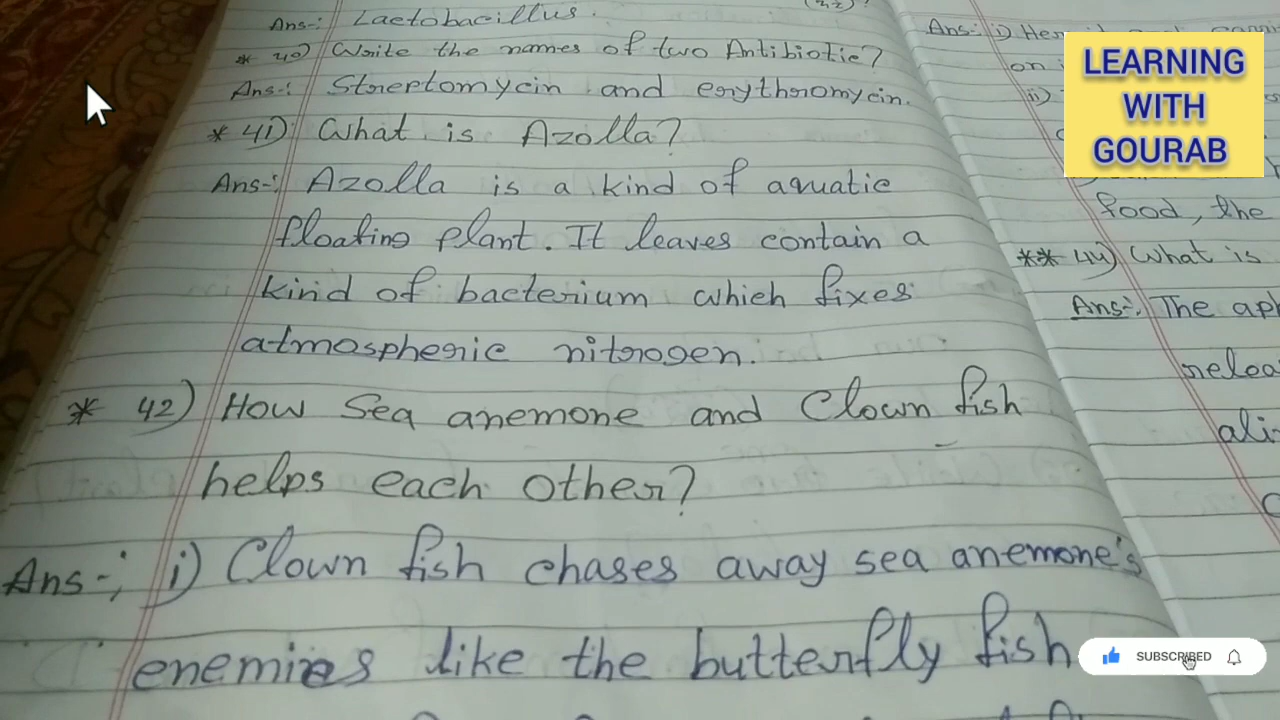 Ans-: Lactobacillus.
* 40) Write the names of two Antibiotic?
Ans-: Streptomycin and erythromycin.
* 41) What is Azolla?
Ans-: Azolla is a kind of aquatic
floating plant. It leaves contain a
kind of bacterium which fixes
atmospheric nitrogen.
* 42) How Sea anemone and Clown fish
helps each other?
Ans-: i) Clown fish chases away sea anemone's
enemies like the butterfly fish
Ans-: i)
on
ii)
food, the
** 44) What is
Ans-: The
LEARNING
WITH
GOURAB
SUBSCRIBED